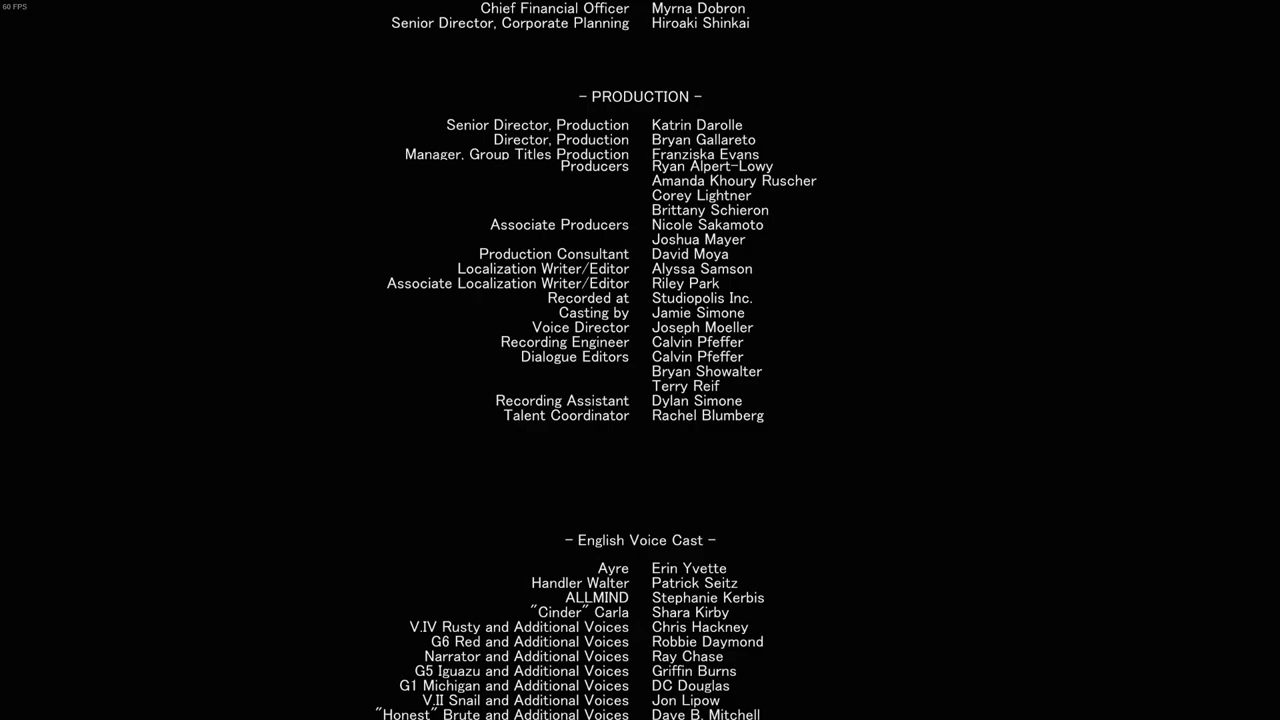 60 FPS
Chief Financial Officer Myrna Dobron
Senior Director, Corporate Planning Hiroaki Shinkai
- PRODUCTION -
Senior Director, Production Katrin Darolle
Director, Production Bryan Gallareto
Manager, Group Titles Production Franziska Evans
Producers Ryan Alpert-Lowy
Amanda Khoury Ruscher
Corey Lightner
Brittany Schieron
Associate Producers Nicole Sakamoto
Joshua Mayer
Production Consultant David Moya
Localization Writer/Editor Alyssa Samson
Associate Localization Writer/Editor Riley Park
Recorded at Studiopolis Inc.
Casting by Jamie Simone
Voice Director Joseph Moeller
Recording Engineer Calvin Pfeffer
Dialogue Editors Calvin Pfeffer
Bryan Showalter
Terry Reif
Recording Assistant Dylan Simone
Talent Coordinator Rachel Blumberg
- English Voice Cast -
Ayre Erin Yvette
Handler Walter Patrick Seitz
ALLMIND Stephanie Kerbis
"Cinder" Carla Shara Kirby
V.IV Rusty and Additional Voices Chris Hackney
G6 Red and Additional Voices Robbie Daymond
Narrator and Additional Voices Ray Chase
G5 Iguazu and Additional Voices Griffin Burns
G1 Michigan and Additional Voices DC Douglas
V.II Snail and Additional Voices Jon Lipow
"Honest" Brute and Additional Voices Dave B. Mitchell